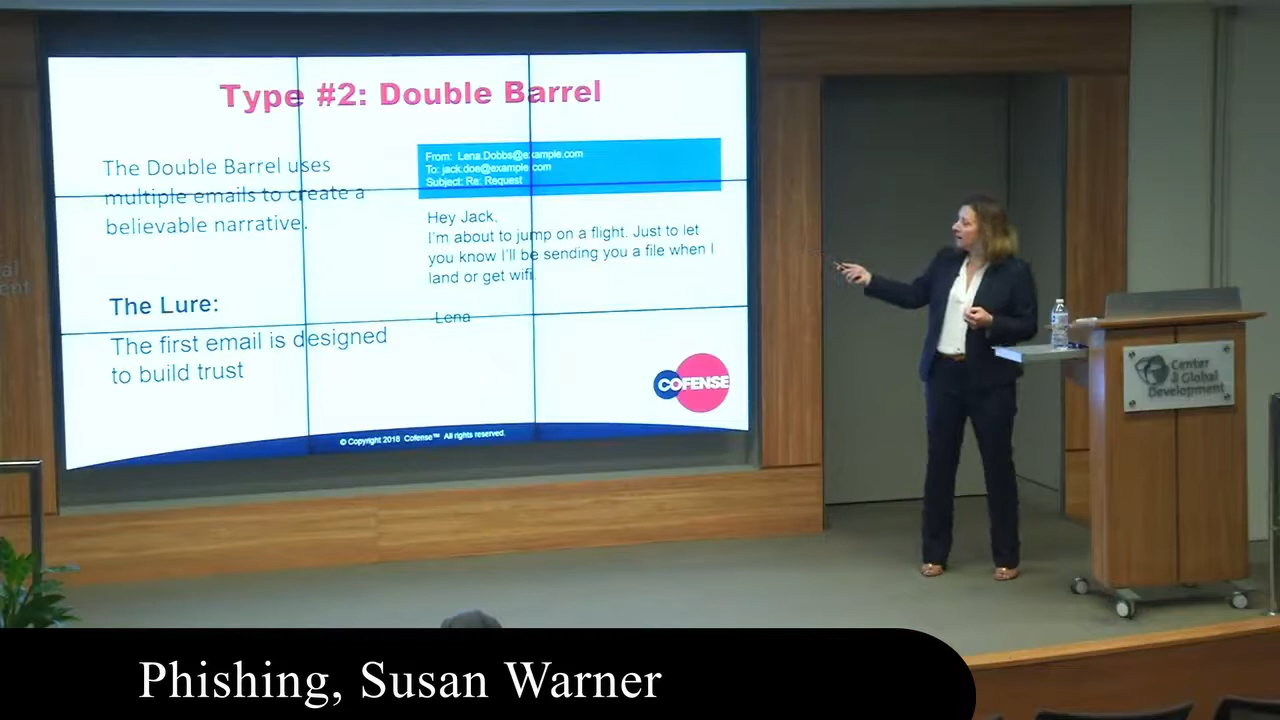 Type #2: Double Barrel
The Double Barrel uses
multiple emails to create a
believable narrative.
The Lure:
The first email is designed
to build trust
From: Lena.Dobbs@example.com
To: jack.doe@example.com
Subject: Re: Request
Hey Jack,
I'm about to jump on a flight. Just to let
you know I'll be sending you a file when I
land or get wifi.
-Lena
COFENSE
© Copyright 2018 Cofense™ All rights reserved.
Center
Global
Development
Phishing, Susan Warner